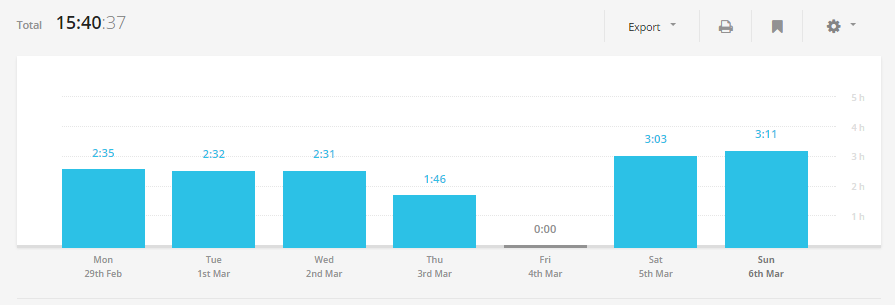 Total 15:40:37 Export
5 h
4 h
3 h
2 h
1 h
2:35 2:32 2:31 1:46 0:00 3:03 3:11
Mon Tue Wed Thu Fri Sat Sun
29th Feb 1st Mar 2nd Mar 3rd Mar 4th Mar 5th Mar 6th Mar